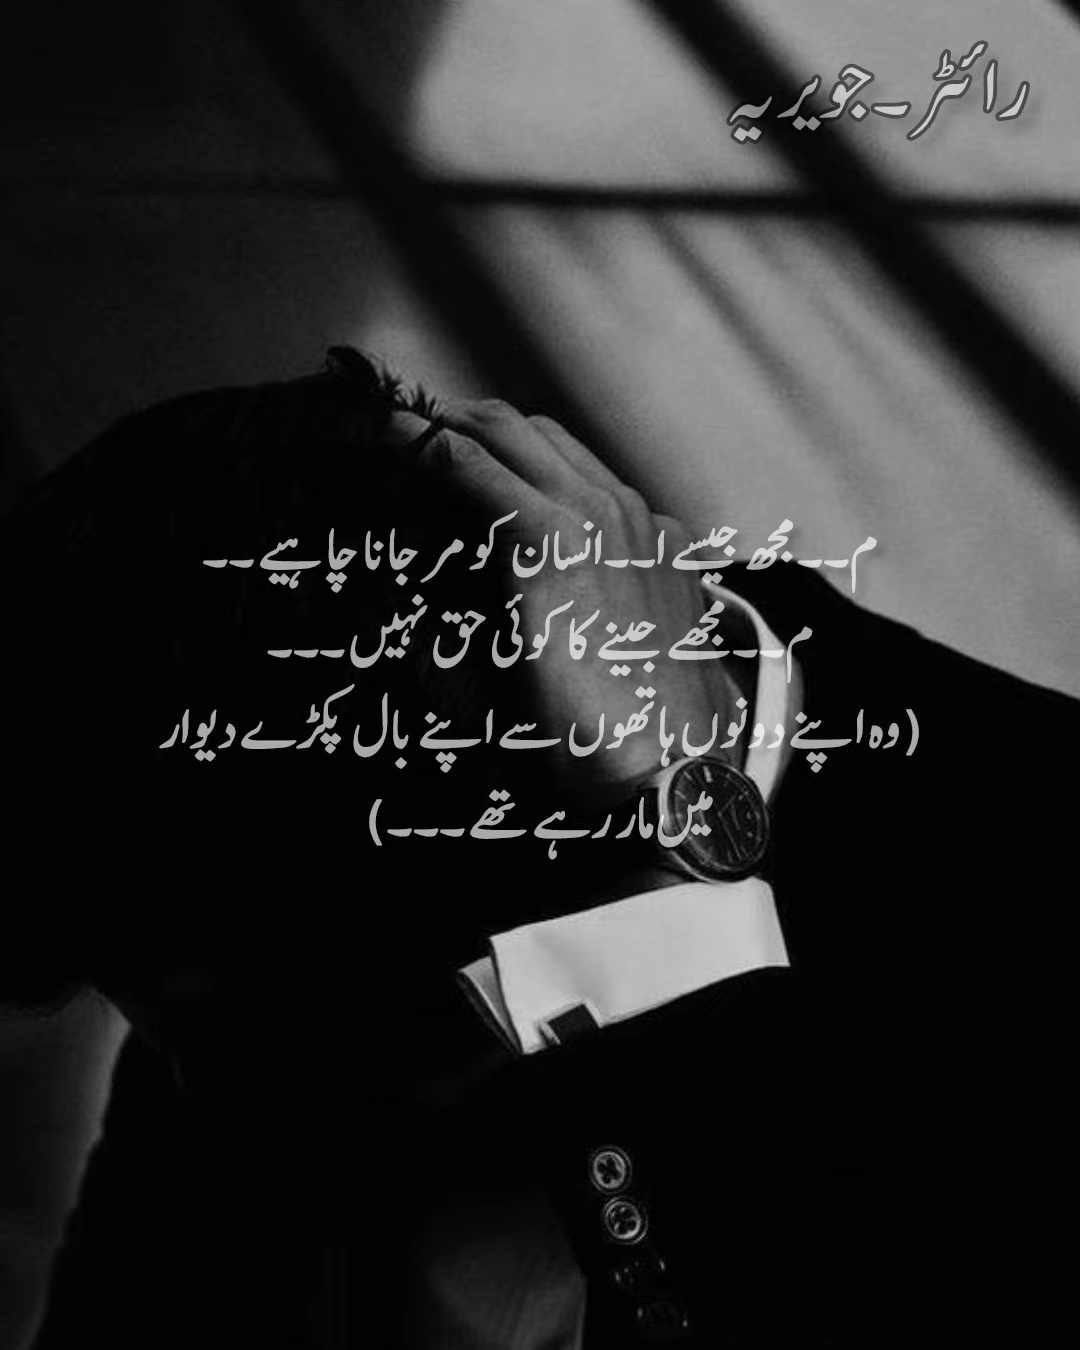 رائٹر۔جویریہ
م۔۔مجھ جیسے ا۔۔انسان کو مر جانا چاہیے۔۔
م۔۔مجھے جینے کا کوئی حق نہیں۔۔۔
(وہ اپنے دونوں ہاتھوں سے اپنے بال پکڑے دیوار
میں مار رہے تھے۔۔۔)